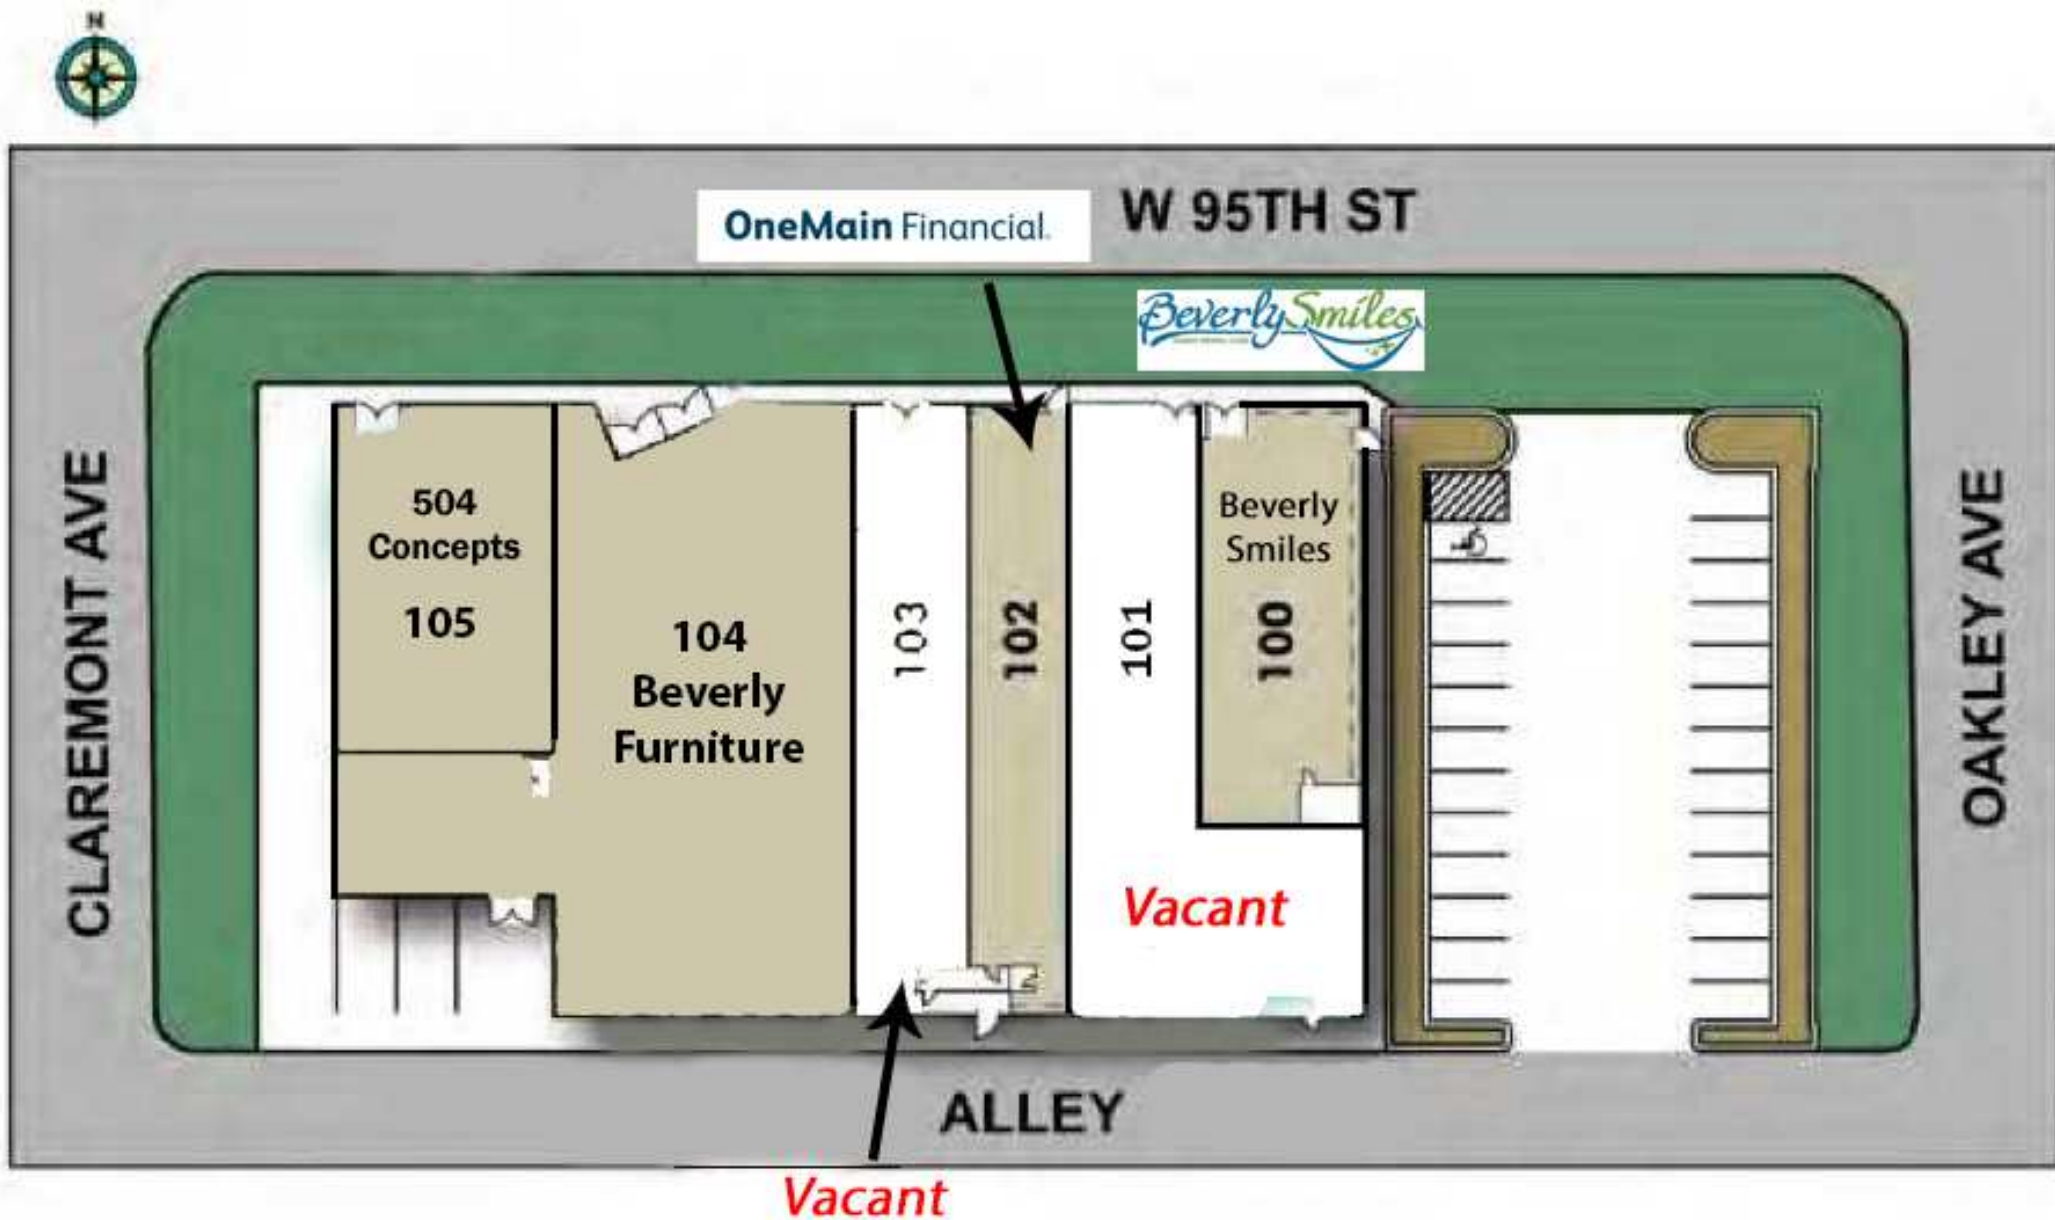 N
W 95TH ST
OneMain Financial
BeverlySmiles
CLAREMONT AVE
504
Concepts
105
104
Beverly
Furniture
103
102
101
Beverly
Smiles
100
Vacant
OAKLEY AVE
ALLEY
Vacant